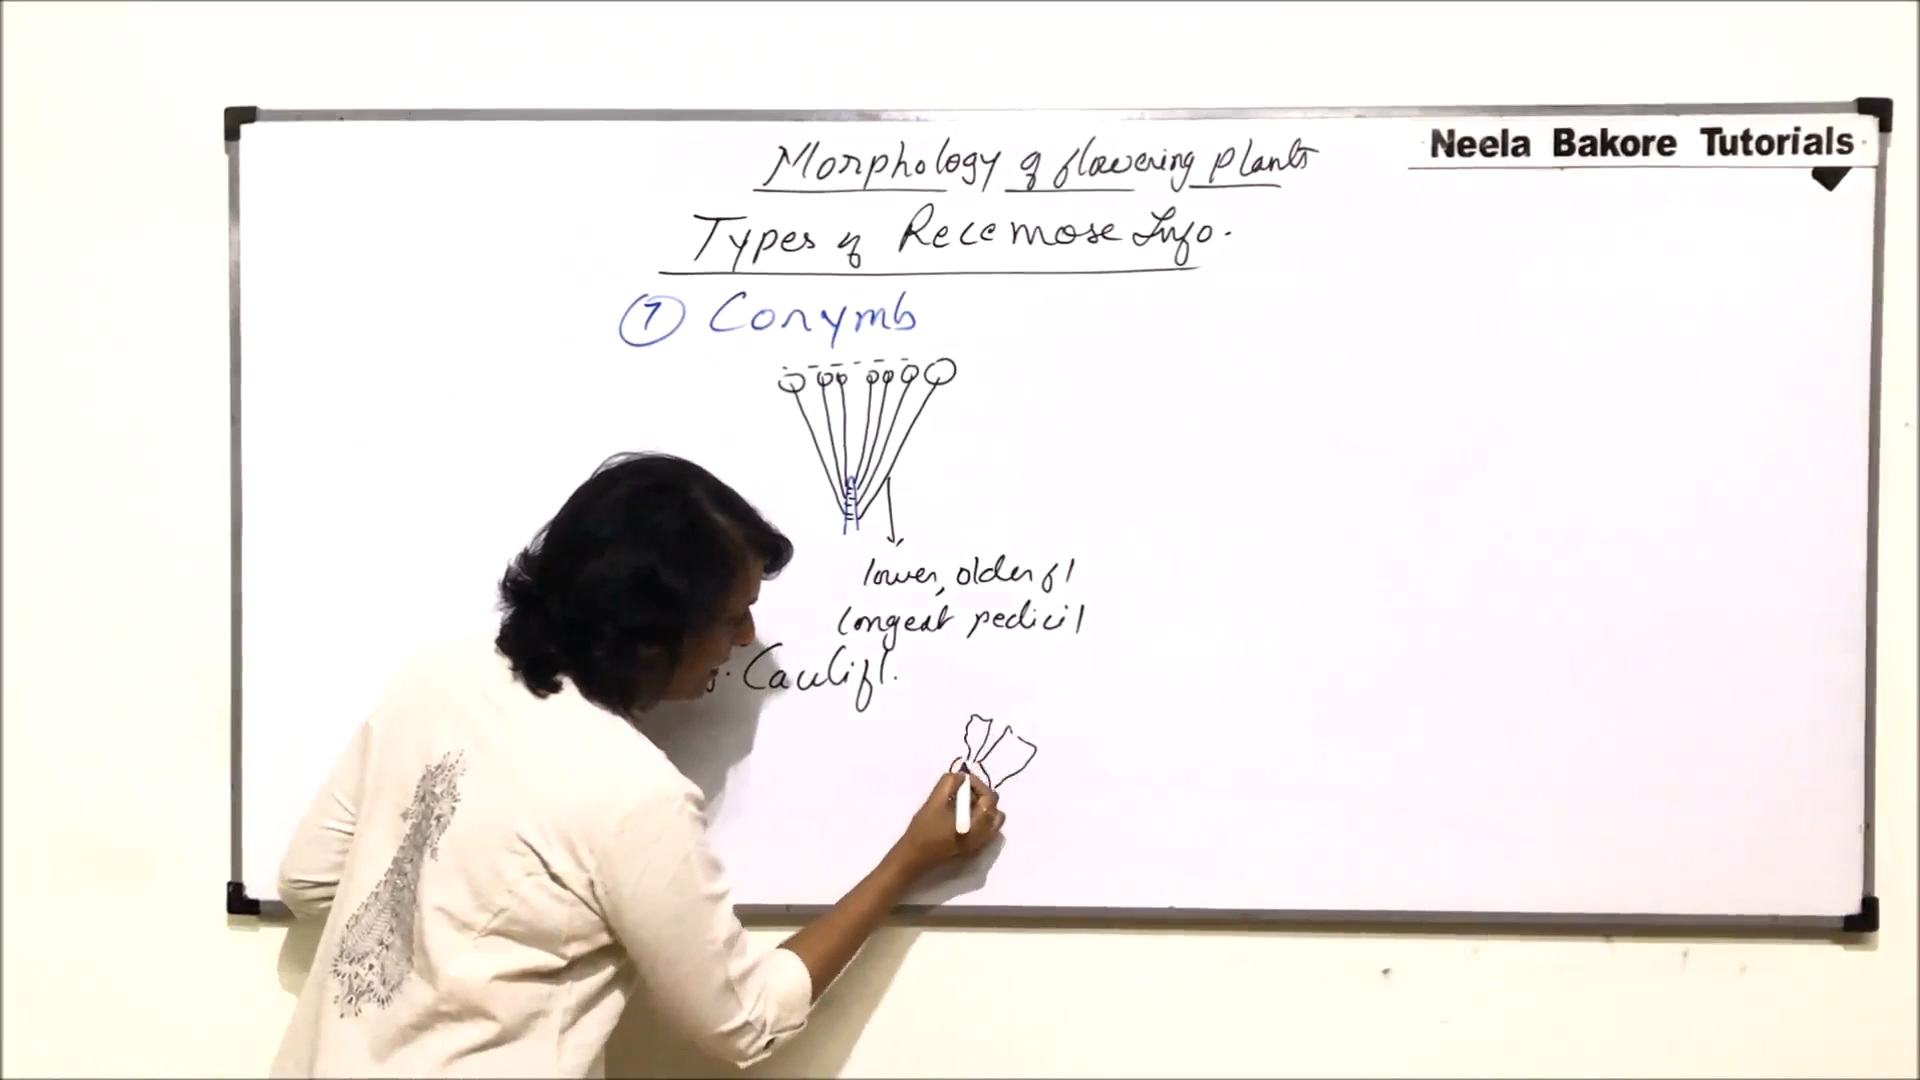 Neela Bakore Tutorials
Morphology of flowering plants
Types of Recemose Info.
7 Corymb
lower, older fl
longest pedicil
Caulifl.